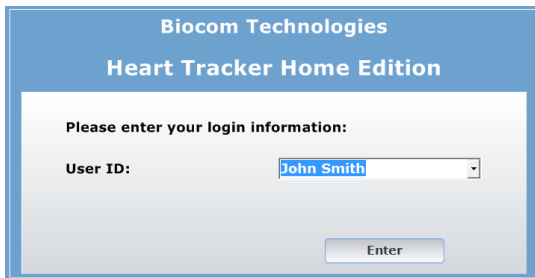 Biocom Technologies
Heart Tracker Home Edition
Please enter your login information:
User ID: John Smith
Enter